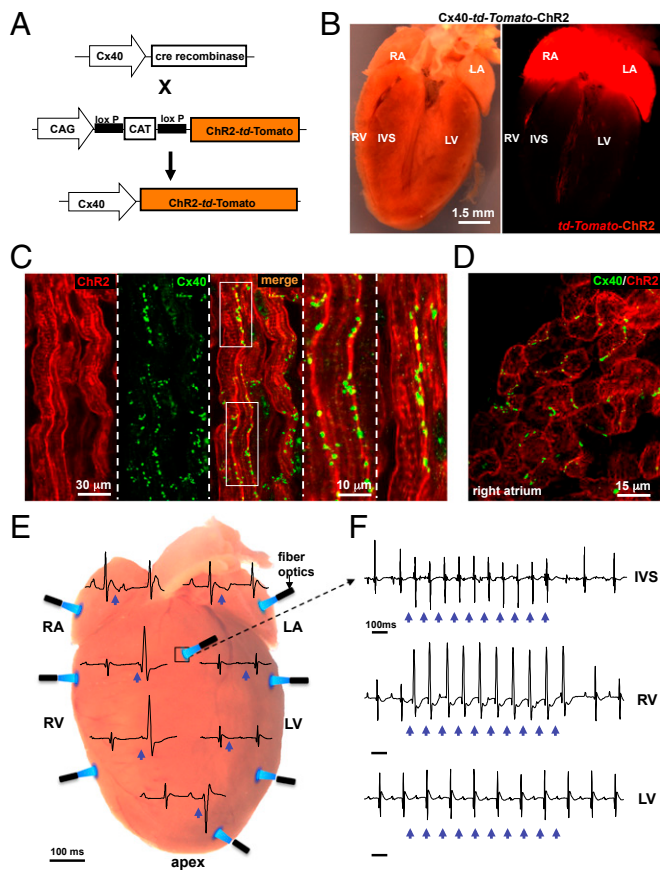 A
Cx40
cre recombinase
X
lox P
lox P
CAG
CAT
ChR2-td-Tomato
Cx40
ChR2-td-Tomato
B
Cx40-td-Tomato-ChR2
RA
LA
RV
IVS
LV
1.5 mm
RA
LA
RV
IVS
LV
td-Tomato-ChR2
C
ChR2
Cx40
merge
30 μm
10 μm
D
Cx40/ChR2
right atrium
15 μm
E
fiber
optics
RA
LA
RV
LV
100 ms
apex
F
IVS
100ms
RV
LV